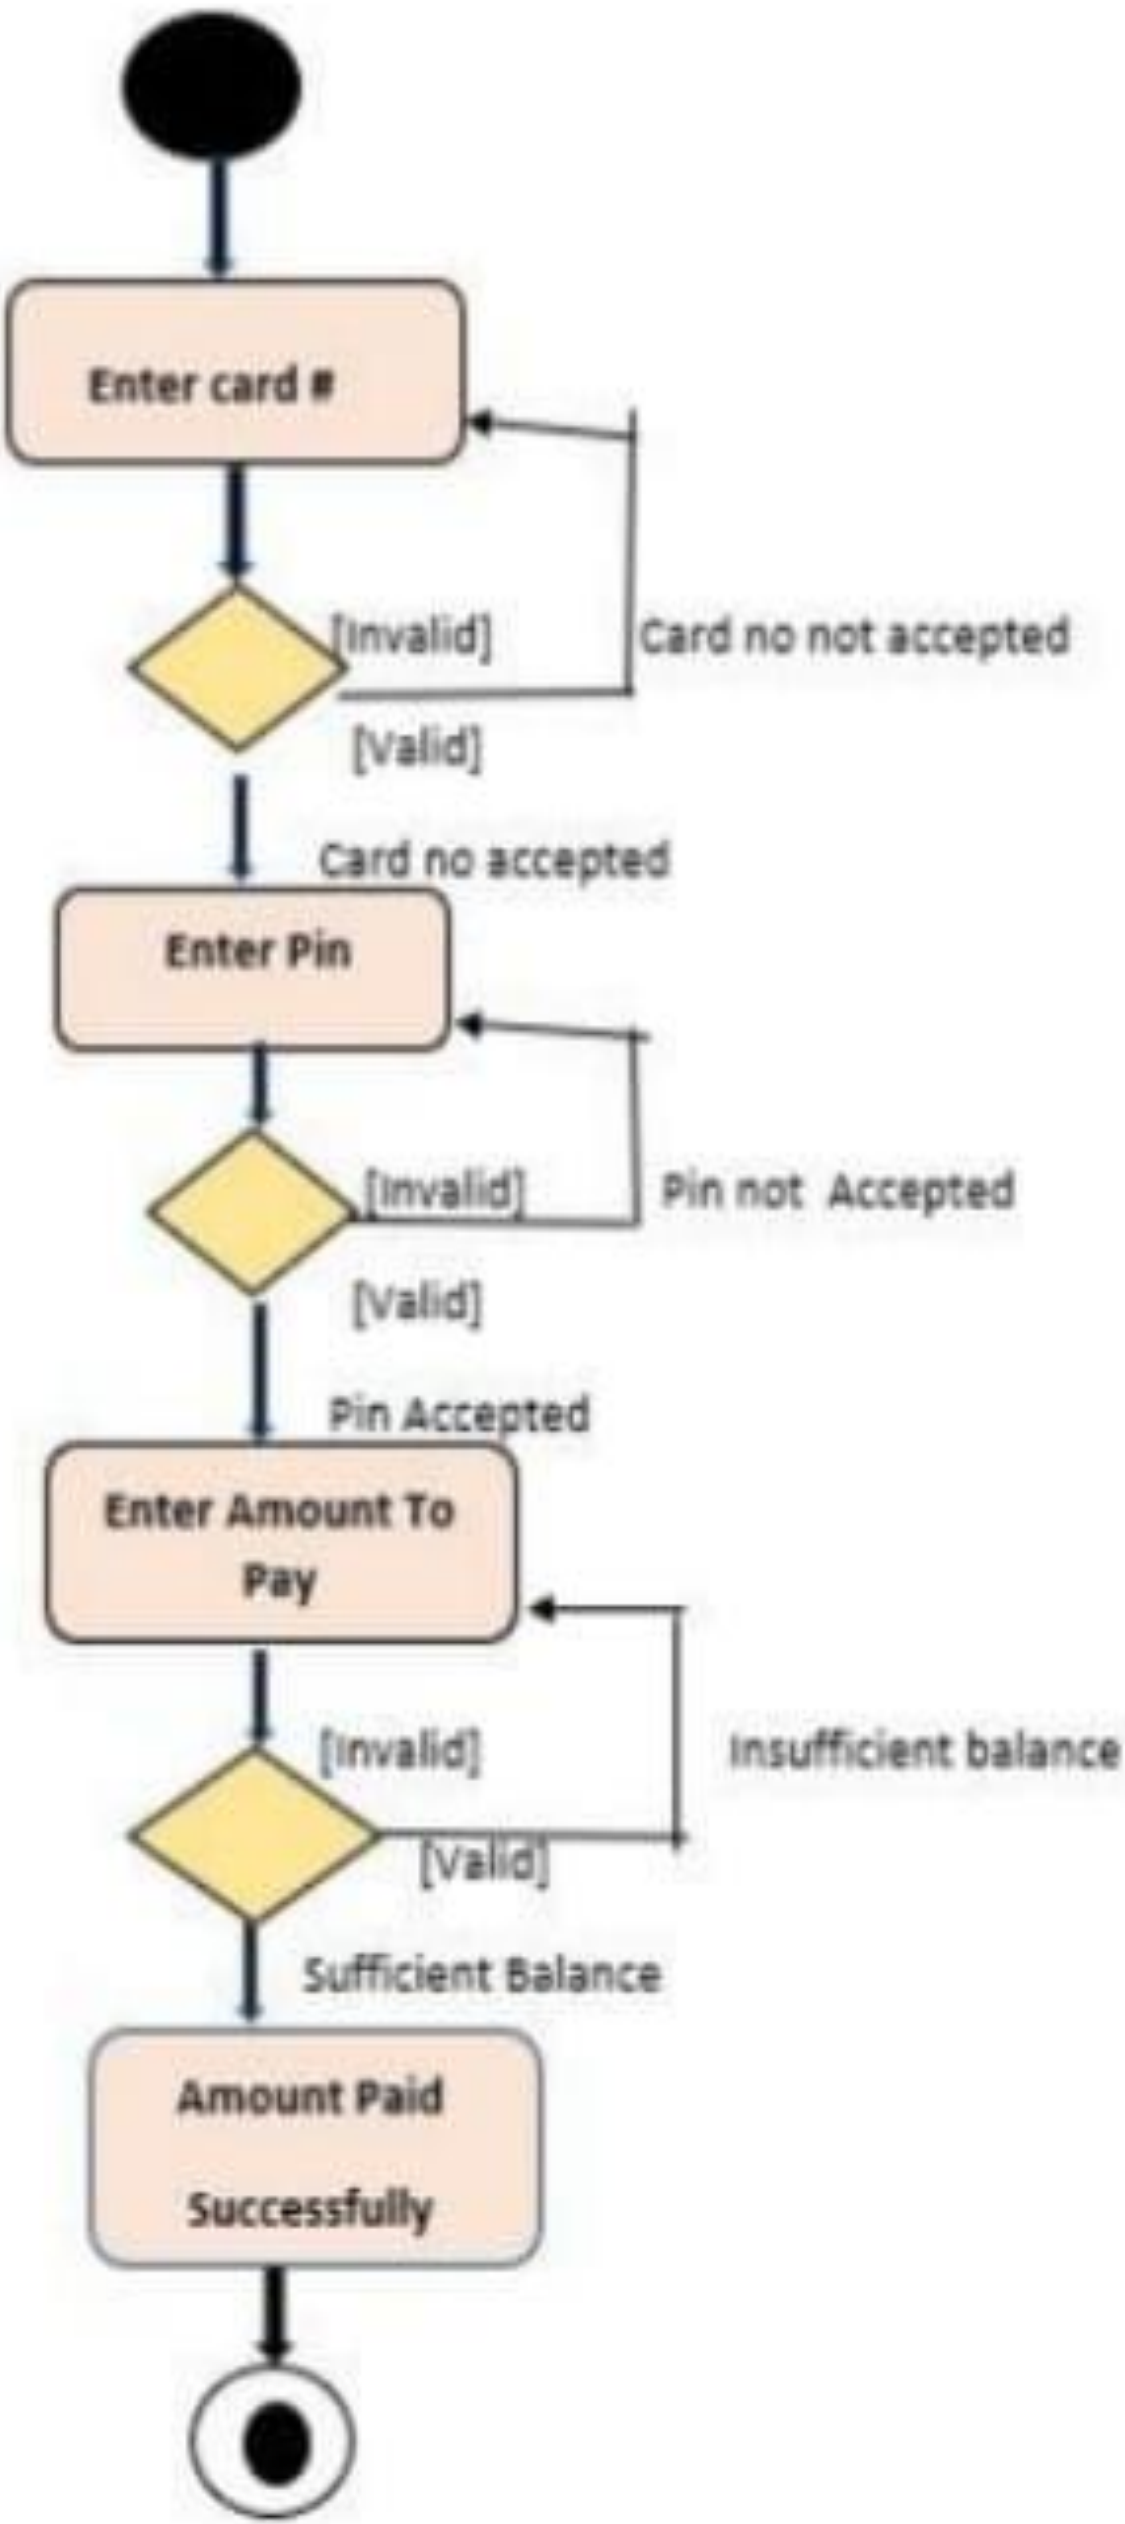 Enter card #
[Invalid]
Card no not accepted
[Valid]
Card no accepted
Enter Pin
[Invalid]
Pin not Accepted
[Valid]
Pin Accepted
Enter Amount To
Pay
[Invalid]
Insufficient balance
[Valid]
Sufficient Balance
Amount Paid
Successfully